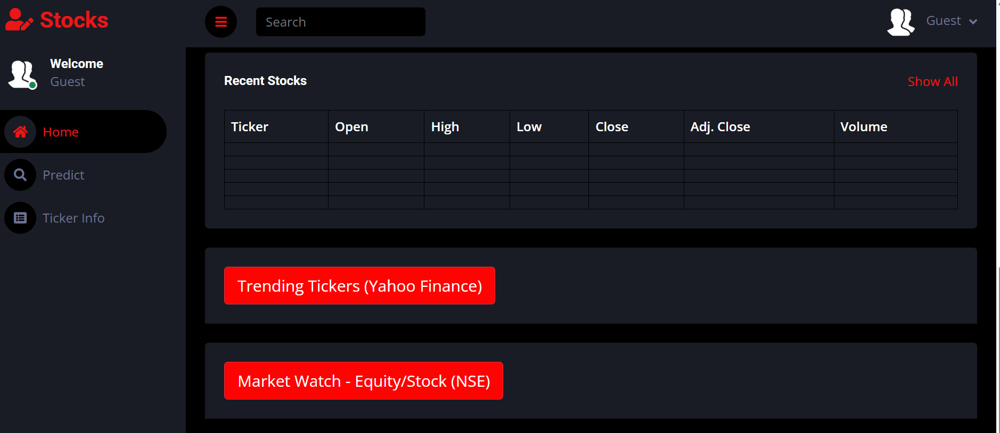 Stocks
Search
Guest
Welcome
Guest
Home
Predict
Ticker Info
Recent Stocks
Show All
Ticker Open High Low Close Adj. Close Volume
Trending Tickers (Yahoo Finance)
Market Watch - Equity/Stock (NSE)